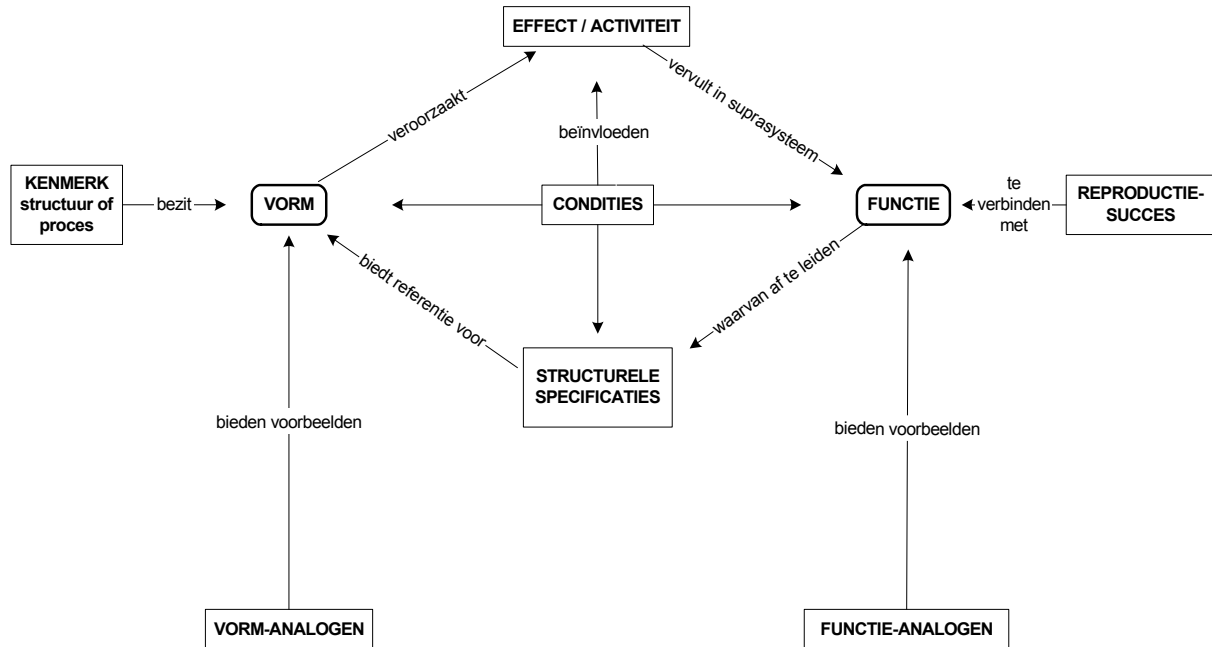 EFFECT / ACTIVITEIT
veroorzaakt
vervult in suprasysteem
beïnvloeden
KENMERK
structuur of
proces
bezit
VORM
CONDITIES
FUNCTIE
te
verbinden
met
REPRODUCTIE-
SUCCES
biedt referentie voor
waarvan af te leiden
STRUCTURELE
SPECIFICATIES
bieden voorbeelden
bieden voorbeelden
VORM-ANALOGEN
FUNCTIE-ANALOGEN